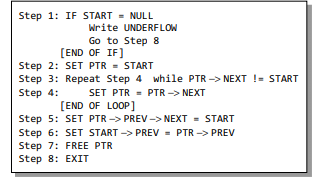 Step 1: IF START = NULL
Write UNDERFLOW
Go to Step 8
[END OF IF]
Step 2: SET PTR = START
Step 3: Repeat Step 4 while PTR—>NEXT != START
Step 4: SET PTR = PTR—>NEXT
[END OF LOOP]
Step 5: SET PTR—>PREV—>NEXT = START
Step 6: SET START—>PREV = PTR—>PREV
Step 7: FREE PTR
Step 8: EXIT